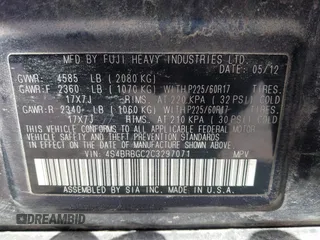 MFD. BY FUJI HEAVY INDUSTRIES LTD.
05/12
GVWR: 4585 LB (2080 KG)
GAWR:F 2360 LB (1070 KG) WITH P225/60R17 TIRES,
17X7J RIMS, AT 220 KPA (32 PSI) COLD
GAWR:R 2340 LB (1060 KG) WITH P225/60R17 TIRES,
17X7J RIMS, AT 210 KPA (30 PSI) COLD
THIS VEHICLE CONFORMS TO ALL APPLICABLE FEDERAL MOTOR
VEHICLE SAFETY AND THEFT PREVENTION STANDARDS IN
EFFECT ON THE DATE OF MANUFACTURE SHOWN ABOVE.
VIN: 4S4BRBGC2C3297071 MPV
ASSEMBLED BY SIA INC. MADE IN U.S.A.
© DREAMBID